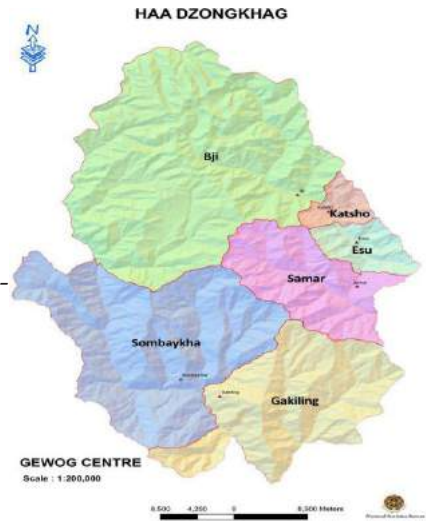 HAA DZONGKHAG
N
Bji
Katsho
Esu
Samar
Sombaykha
Gakiling
GEWOG CENTRE
Scale : 1:200,000
8,500 4,250 0 8,500 Meters